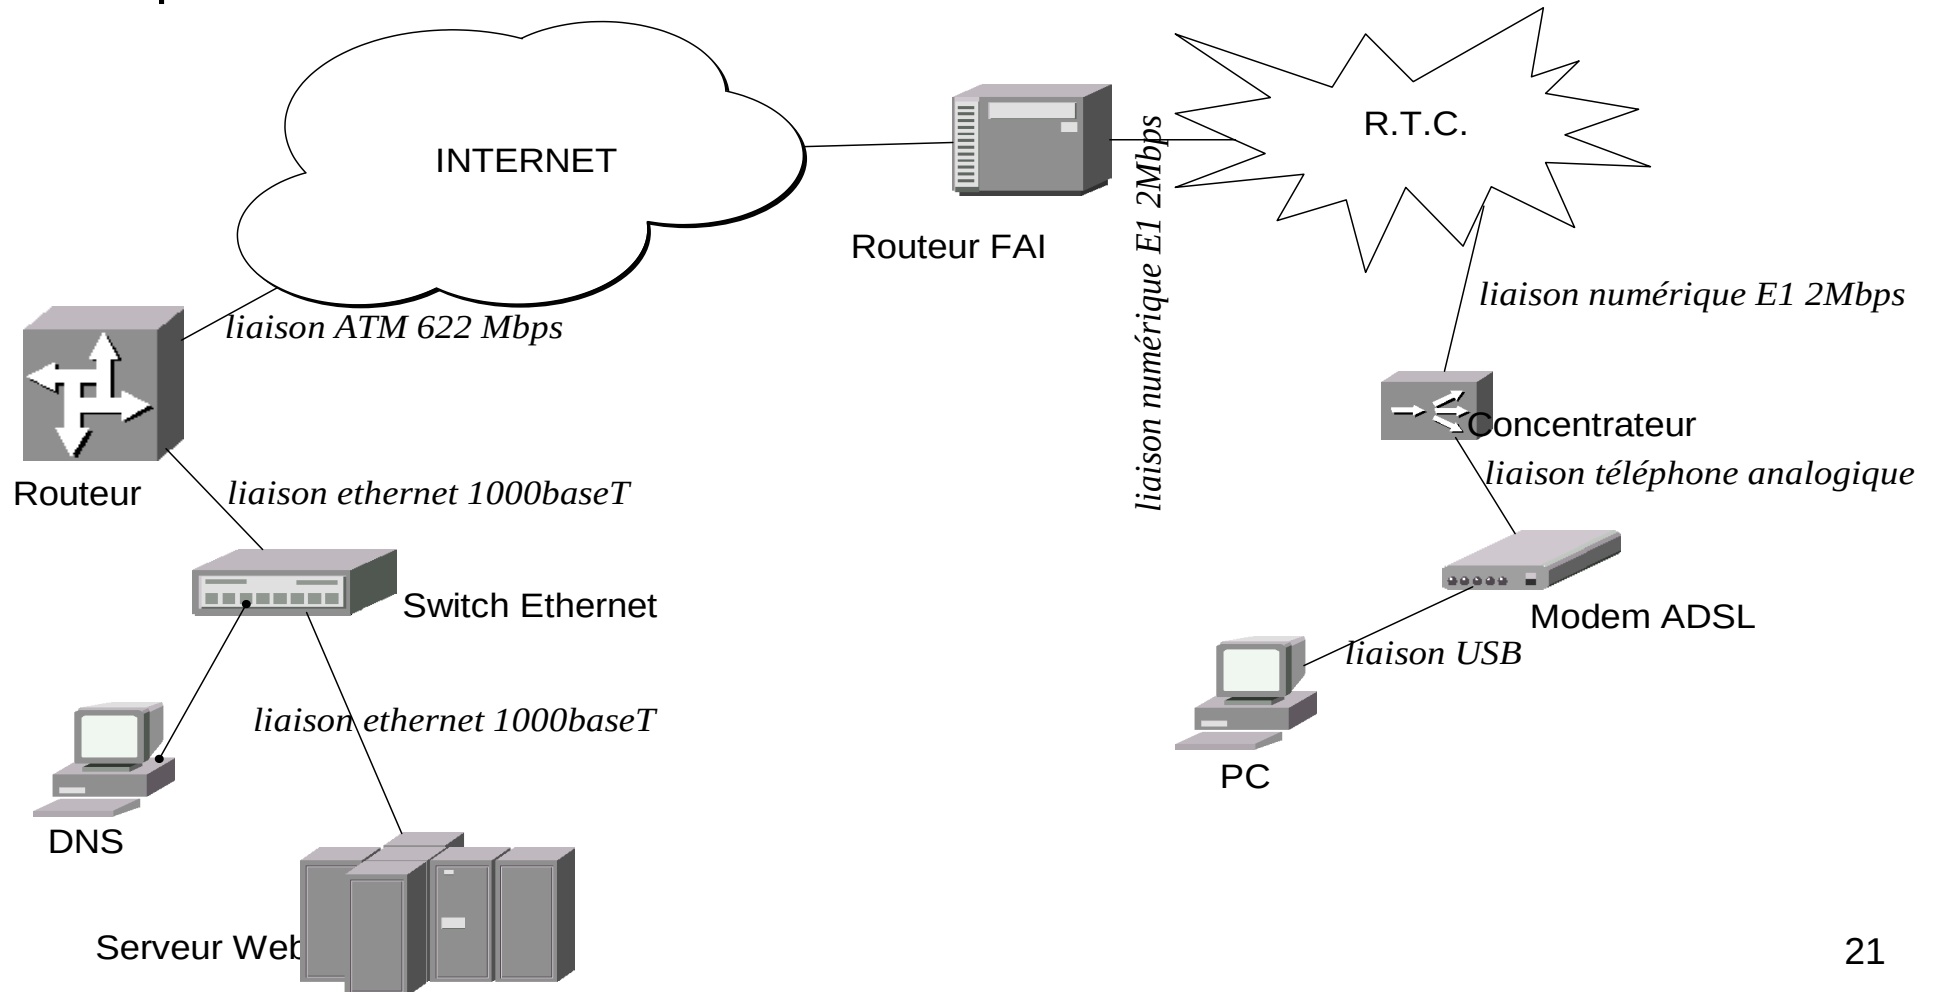 INTERNET
R.T.C.
Routeur FAI
liaison numérique E1 2Mbps
liaison numérique E1 2Mbps
liaison ATM 622 Mbps
Concentrateur
liaison téléphone analogique
Routeur
liaison ethernet 1000baseT
Switch Ethernet
Modem ADSL
liaison USB
liaison ethernet 1000baseT
PC
DNS
Serveur Web
21